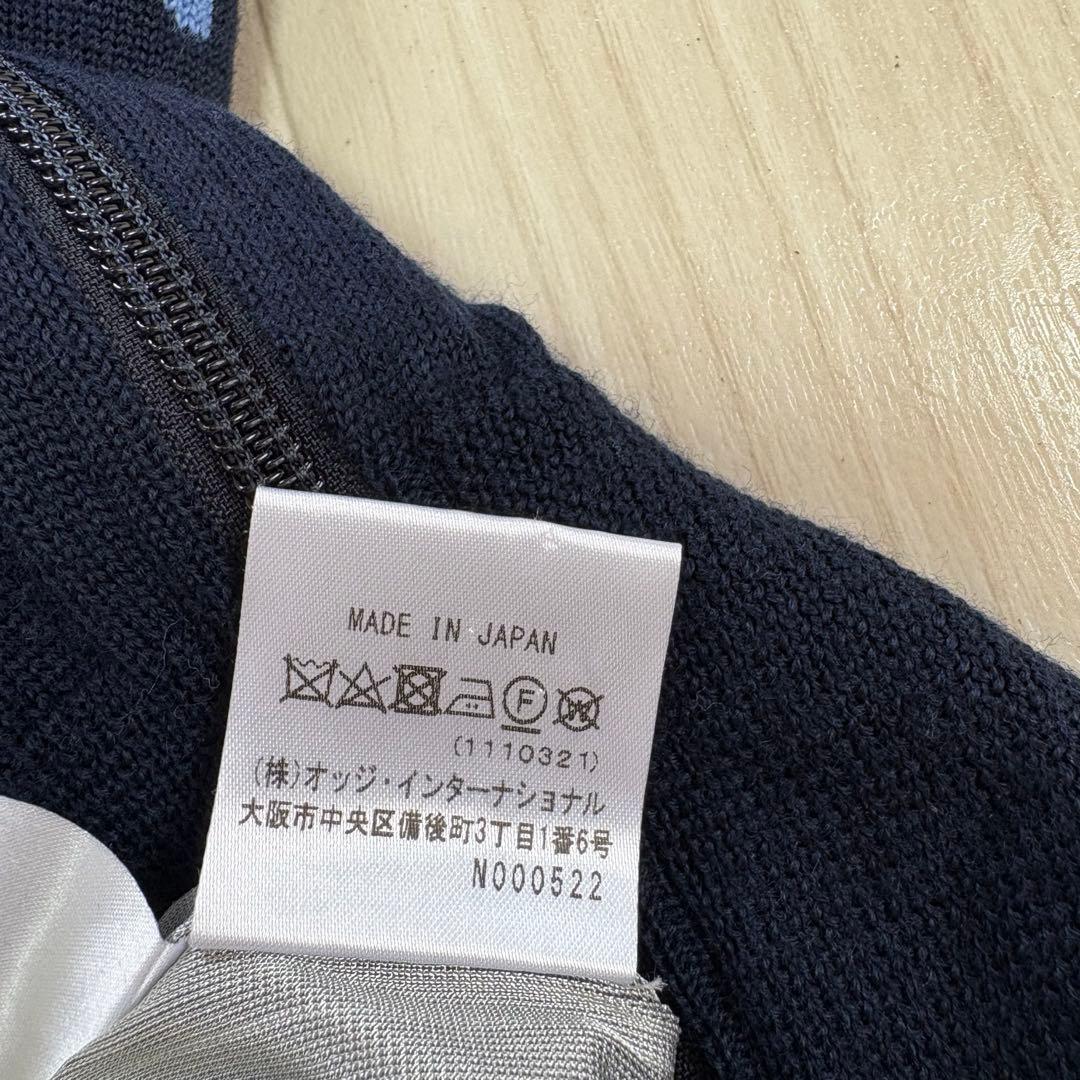 MADE IN JAPAN
F W
(1110321)
(株)オッジ・インターナショナル
大阪市中央区備後町3丁目1番6号
N000522